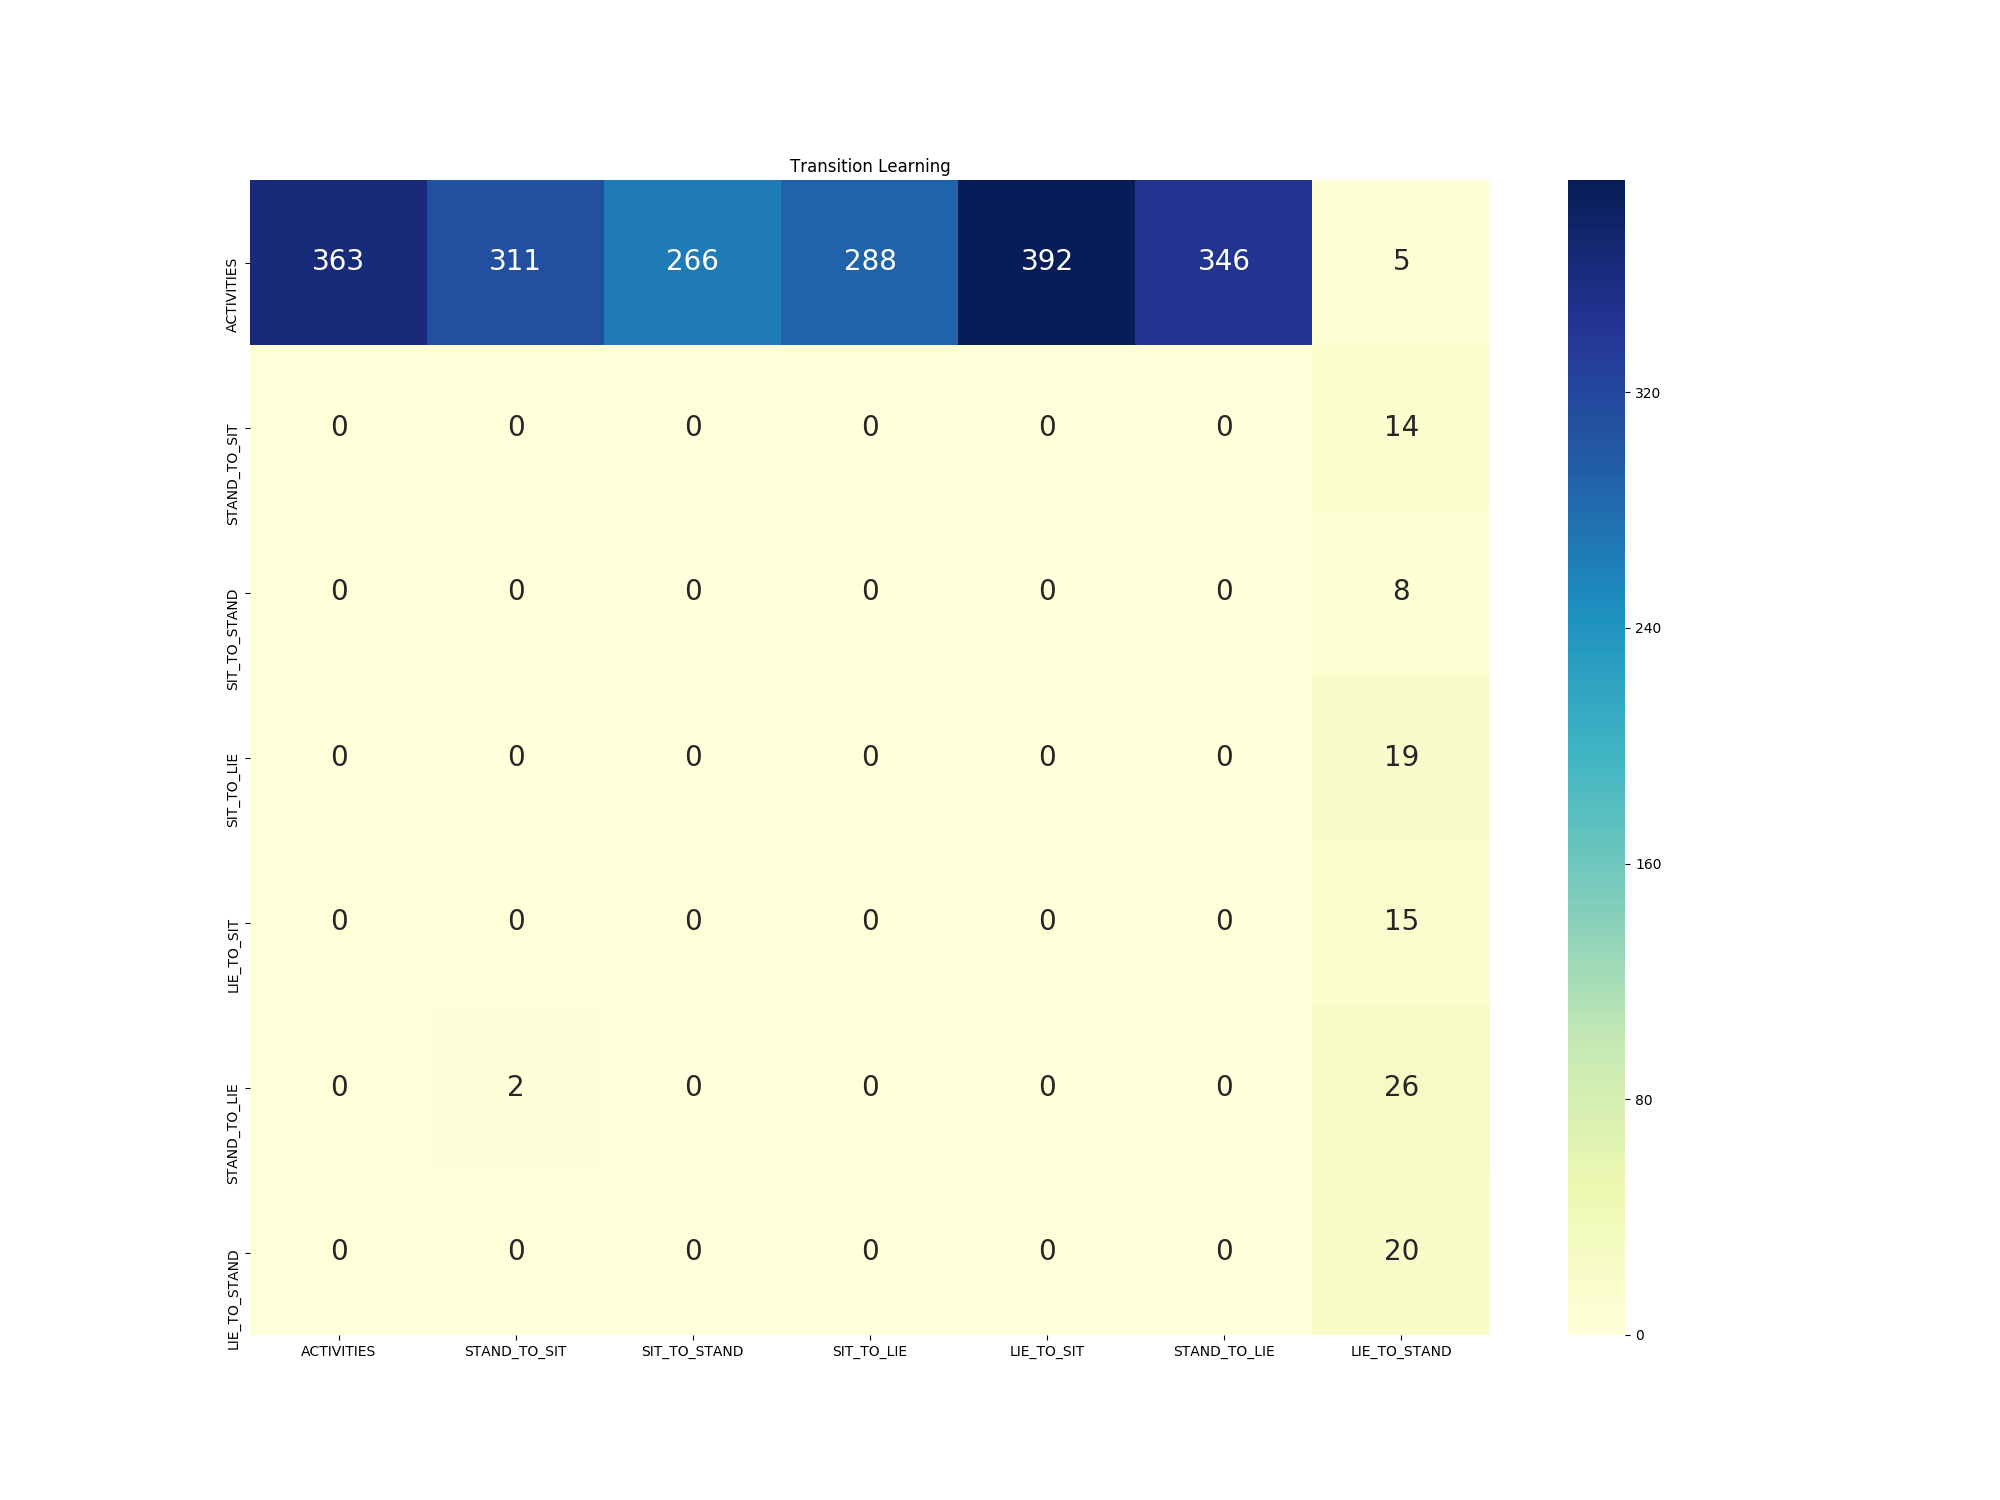 Transition Learning
ACTIVITIES 363 311 266 288 392 346 5
STAND_TO_SIT 0 0 0 0 0 0 14
SIT_TO_STAND 0 0 0 0 0 0 8
SIT_TO_LIE 0 0 0 0 0 0 19
LIE_TO_SIT 0 0 0 0 0 0 15
STAND_TO_LIE 0 2 0 0 0 0 26
LIE_TO_STAND 0 0 0 0 0 0 20
ACTIVITIES STAND_TO_SIT SIT_TO_STAND SIT_TO_LIE LIE_TO_SIT STAND_TO_LIE LIE_TO_STAND
320
240
160
80
0